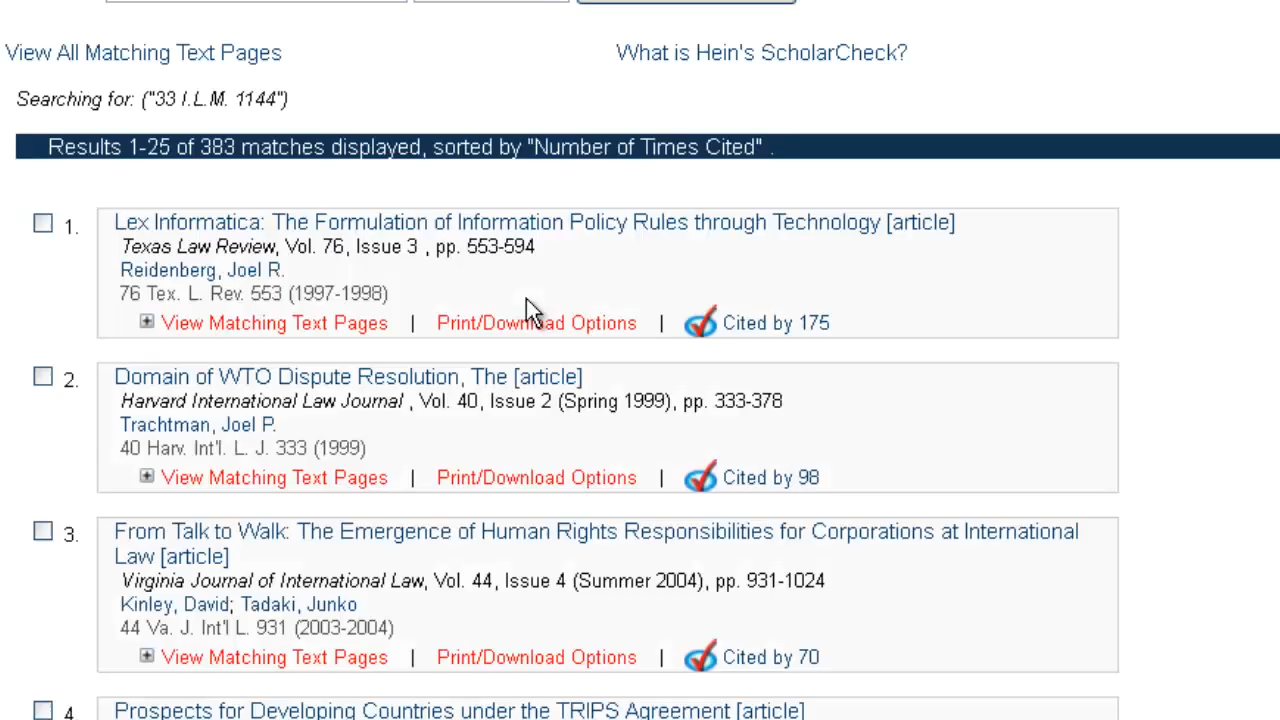 View All Matching Text Pages What is Hein's ScholarCheck?
Searching for: ("33 I.L.M. 1144")
Results 1-25 of 383 matches displayed, sorted by "Number of Times Cited" .
1. Lex Informatica: The Formulation of Information Policy Rules through Technology [article]
Texas Law Review, Vol. 76, Issue 3 , pp. 553-594
Reidenberg, Joel R.
76 Tex. L. Rev. 553 (1997-1998)
View Matching Text Pages | Print/Download Options | Cited by 175
2. Domain of WTO Dispute Resolution, The [article]
Harvard International Law Journal , Vol. 40, Issue 2 (Spring 1999), pp. 333-378
Trachtman, Joel P.
40 Harv. Int'l. L. J. 333 (1999)
View Matching Text Pages | Print/Download Options | Cited by 98
3. From Talk to Walk: The Emergence of Human Rights Responsibilities for Corporations at International
Law [article]
Virginia Journal of International Law, Vol. 44, Issue 4 (Summer 2004), pp. 931-1024
Kinley, David; Tadaki, Junko
44 Va. J. Int'l L. 931 (2003-2004)
View Matching Text Pages | Print/Download Options | Cited by 70
4. Prospects for Developing Countries under the TRIPS Agreement [article]